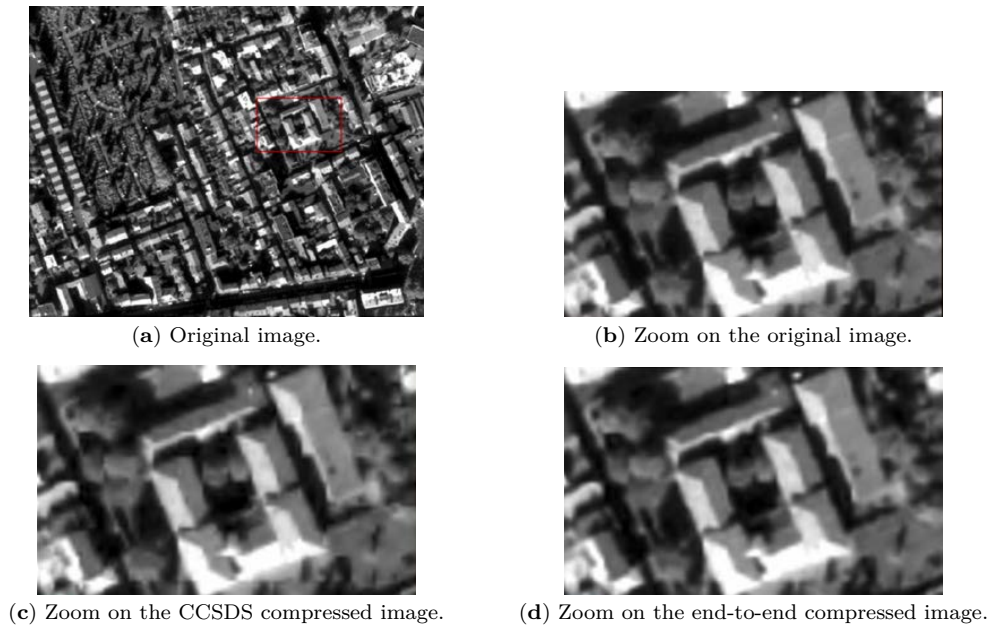 (a) Original image.
(b) Zoom on the original image.
(c) Zoom on the CCSDS compressed image.
(d) Zoom on the end-to-end compressed image.